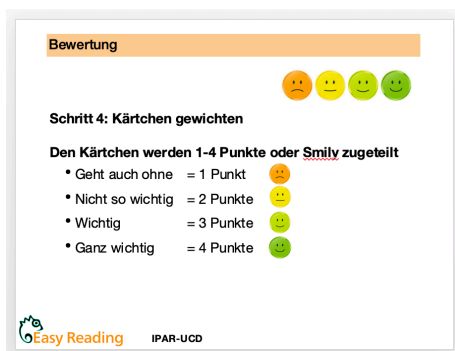 Bewertung
Schritt 4: Kärtchen gewichten
Den Kärtchen werden 1-4 Punkte oder Smily zugeteilt
• Geht auch ohne = 1 Punkt
• Nicht so wichtig = 2 Punkte
• Wichtig = 3 Punkte
• Ganz wichtig = 4 Punkte
Easy Reading IPAR-UCD